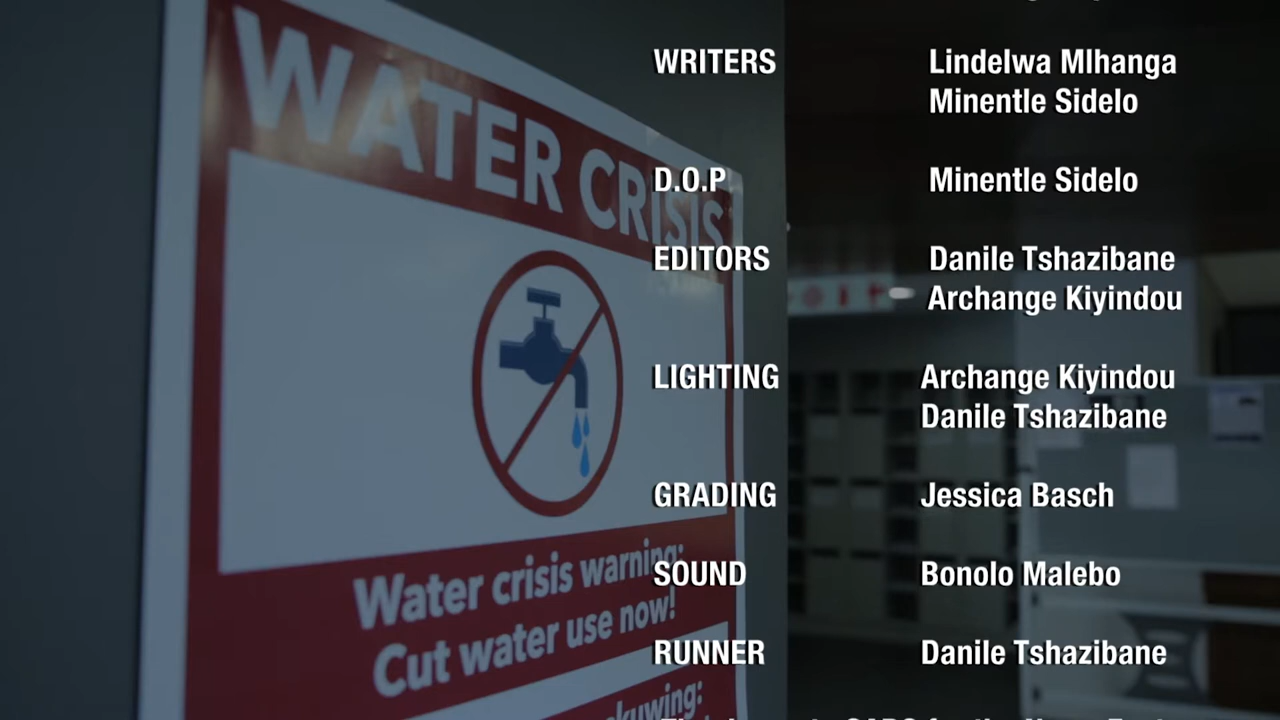 WATER CRISIS
Water crisis warning:
Cut water use now!
WRITERS Lindelwa Mlhanga
Minentle Sidelo
D.O.P. Minentle Sidelo
EDITORS Danile Tshazibane
Archange Kiyindou
LIGHTING Archange Kiyindou
Danile Tshazibane
GRADING Jessica Basch
SOUND Bonolo Malebo
RUNNER Danile Tshazibane